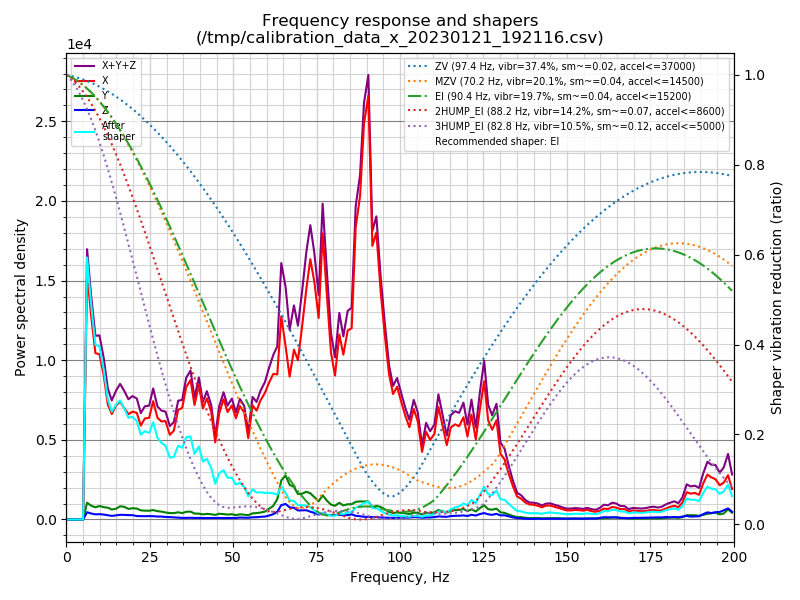 Frequency response and shapers
(/tmp/calibration_data_x_20230121_192116.csv)
1e4
X+Y+Z
X
Y
Z
After
shaper
ZV (97.4 Hz, vibr=37.4%, sm~=0.02, accel<=37000)
MZV (70.2 Hz, vibr=20.1%, sm~=0.04, accel<=14500)
EI (90.4 Hz, vibr=19.7%, sm~=0.04, accel<=15200)
2HUMP_EI (88.2 Hz, vibr=14.2%, sm~=0.07, accel<=8600)
3HUMP_EI (82.8 Hz, vibr=10.5%, sm~=0.12, accel<=5000)
Recommended shaper: EI
Power spectral density
2.5
2.0
1.5
1.0
0.5
0.0
1.0
0.8
0.6
0.4
0.2
0.0
Shaper vibration reduction (ratio)
0 25 50 75 100 125 150 175 200
Frequency, Hz